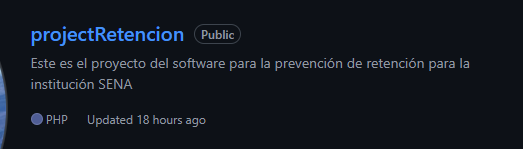 projectRetencion Public
Este es el proyecto del software para la prevención de retención para la
institución SENA
PHP Updated 18 hours ago